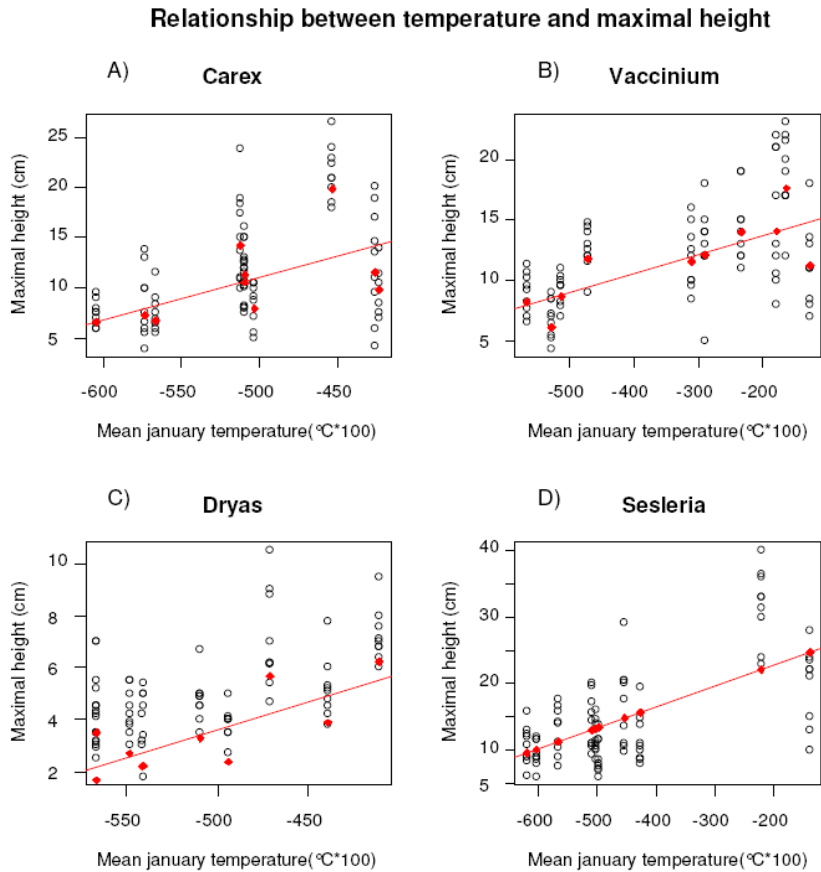 Relationship between temperature and maximal height
A) Carex
Maximal height (cm)
25
20
15
10
5
-600 -550 -500 -450
Mean january temperature(°C*100)
B) Vaccinium
Maximal height (cm)
20
15
10
5
-500 -400 -300 -200
Mean january temperature(°C*100)
C) Dryas
Maximal height (cm)
10
8
6
4
2
-550 -500 -450
Mean january temperature(°C*100)
D) Sesleria
Maximal height (cm)
40
30
20
10
5
-600 -500 -400 -300 -200
Mean january temperature(°C*100)